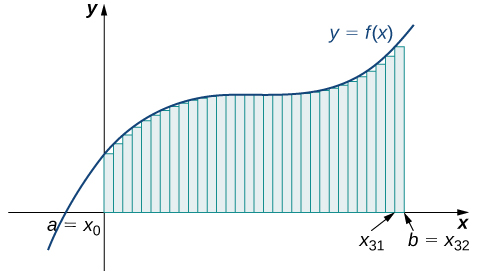 y
y = f(x)
x
a = x₀
x₃₁
b = x₃₂